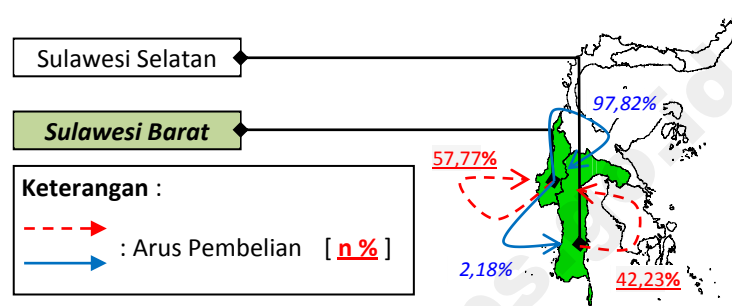 Sulawesi Selatan
97,82%
Sulawesi Barat
57,77%
Keterangan :
: Arus Pembelian [ n % ]
2,18%
42,23%